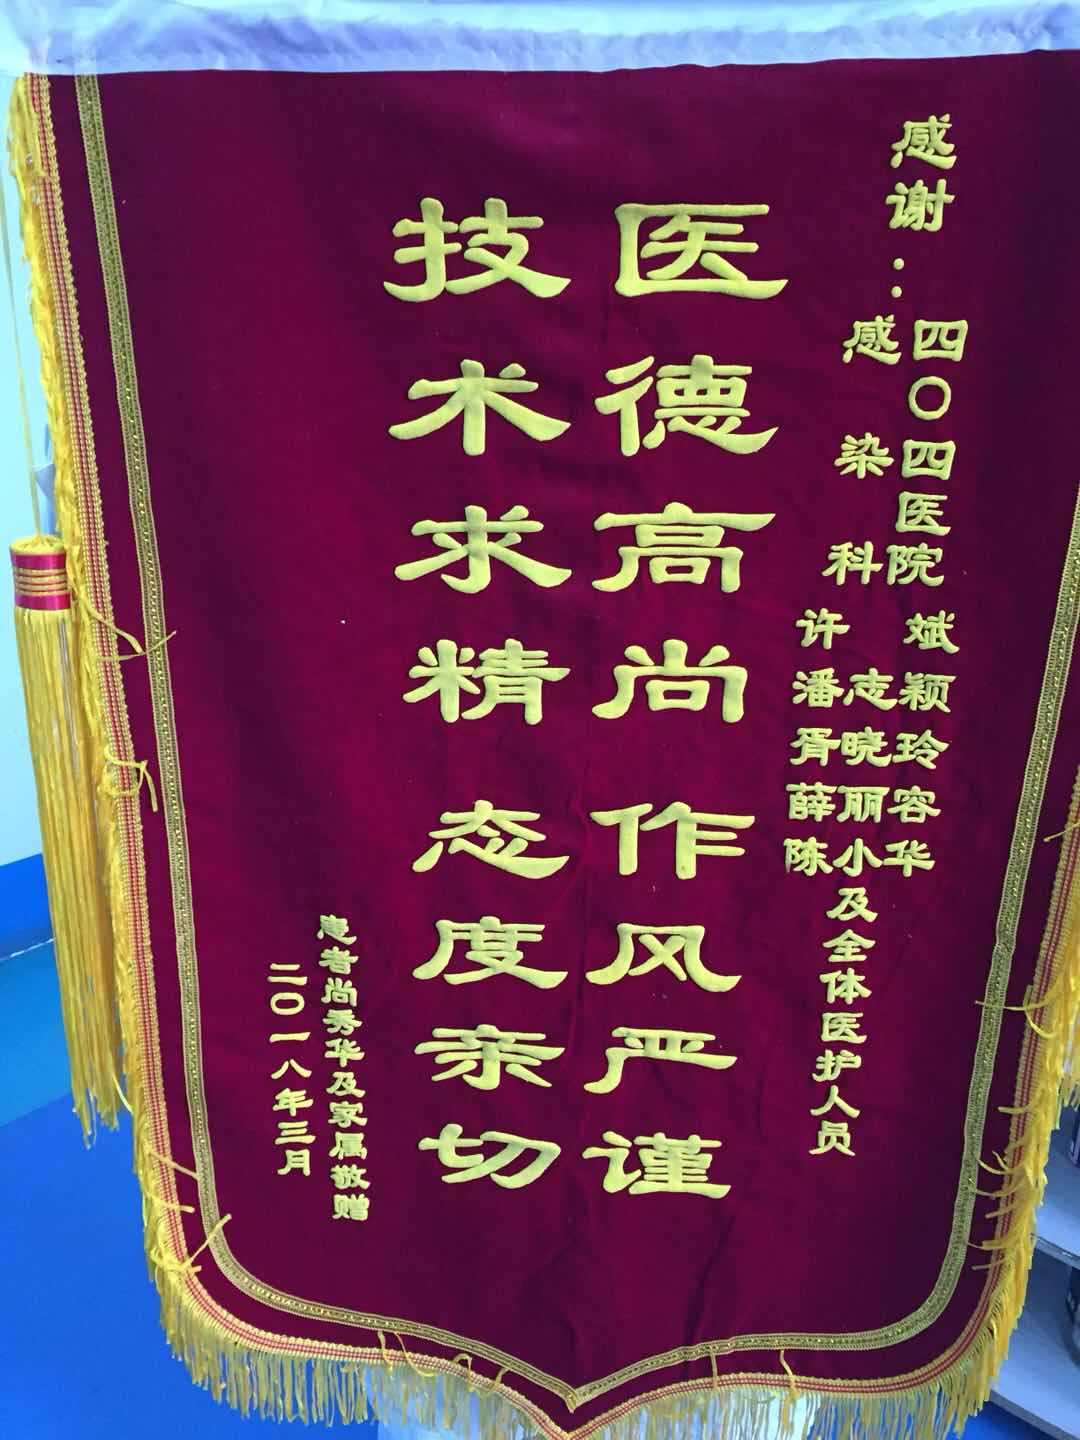 感谢：
四〇四医院
感染科
许斌
潘志颖
胥晓玲
薛丽容
陈小华
及全体医护人员
医德高尚 作风严谨
技术求精 态度亲切
患者尚秀华及家属敬赠
二〇一八年三月